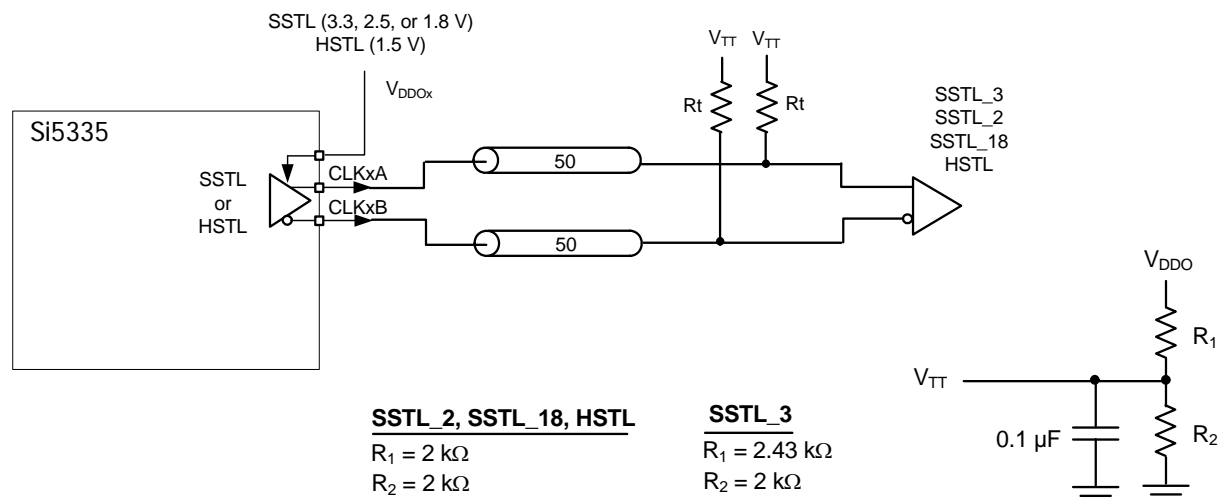 SSTL (3.3, 2.5, or 1.8 V)
HSTL (1.5 V)
VDDOx
VTT
VTT
Rt
Rt
SSTL_3
SSTL_2
SSTL_18
HSTL
Si5335
SSTL
or
HSTL
CLKxA
CLKxB
50
50
VDDO
R1
VTT
0.1 µF
R2
SSTL_2, SSTL_18, HSTL
R1 = 2 kΩ
R2 = 2 kΩ
SSTL_3
R1 = 2.43 kΩ
R2 = 2 kΩ